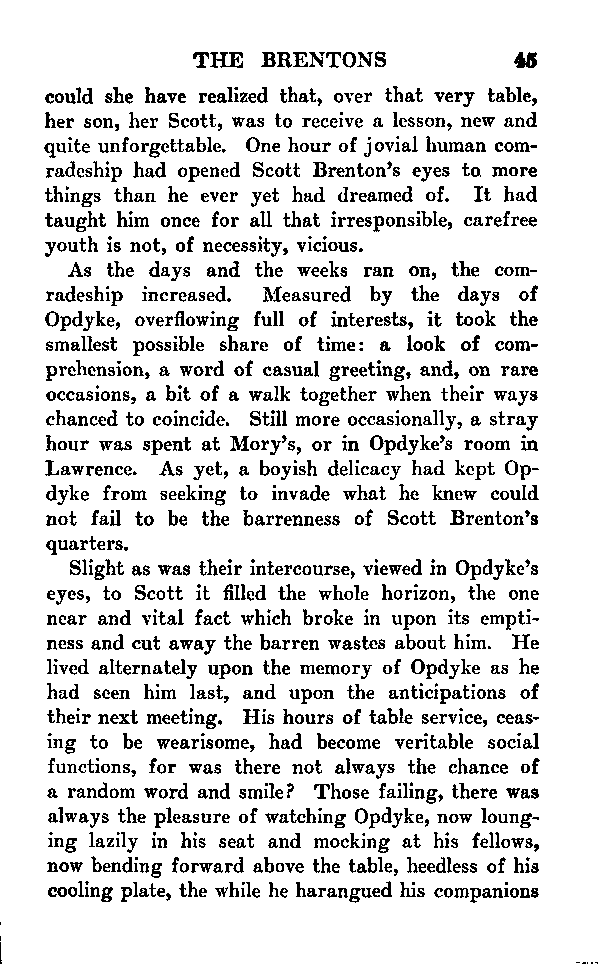 THE BRENTONS 45
could she have realized that, over that very table,
her son, her Scott, was to receive a lesson, new and
quite unforgettable. One hour of jovial human com-
radeship had opened Scott Brenton's eyes to more
things than he ever yet had dreamed of. It had
taught him once for all that irresponsible, carefree
youth is not, of necessity, vicious.
As the days and the weeks ran on, the com-
radeship increased. Measured by the days of
Opdyke, overflowing full of interests, it took the
smallest possible share of time: a look of com-
prehension, a word of casual greeting, and, on rare
occasions, a bit of a walk together when their ways
chanced to coincide. Still more occasionally, a stray
hour was spent at Mory's, or in Opdyke's room in
Lawrence. As yet, a boyish delicacy had kept Op-
dyke from seeking to invade what he knew could
not fail to be the barrenness of Scott Brenton's
quarters.
Slight as was their intercourse, viewed in Opdyke's
eyes, to Scott it filled the whole horizon, the one
near and vital fact which broke in upon its empti-
ness and cut away the barren wastes about him. He
lived alternately upon the memory of Opdyke as he
had seen him last, and upon the anticipations of
their next meeting. His hours of table service, ceas-
ing to be wearisome, had become veritable social
functions, for was there not always the chance of
a random word and smile? Those failing, there was
always the pleasure of watching Opdyke, now loung-
ing lazily in his seat and mocking at his fellows,
now bending forward above the table, heedless of his
cooling plate, the while he harangued his companions